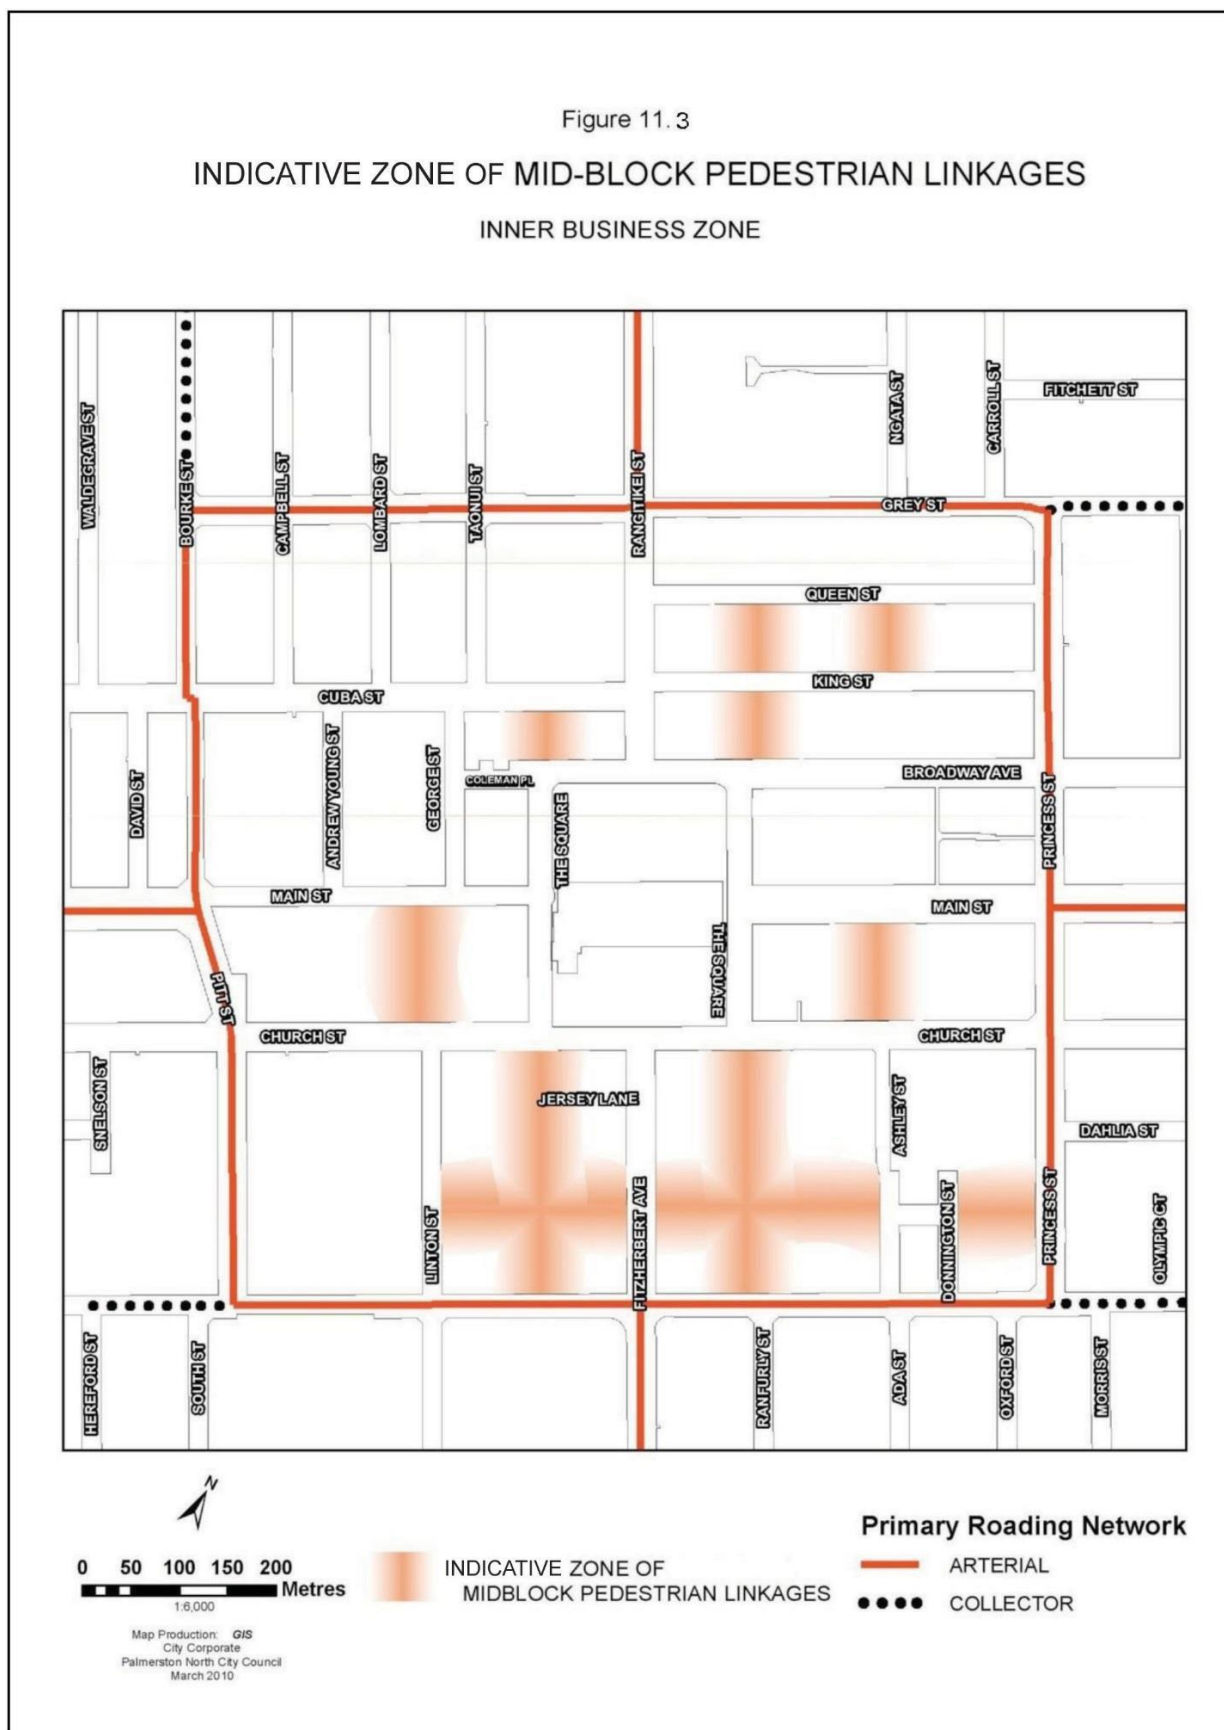 Figure 11.3
INDICATIVE ZONE OF MID-BLOCK PEDESTRIAN LINKAGES
INNER BUSINESS ZONE
WALDEGRAVE ST
BOURKE ST
CAMPBELL ST
LOMBARD ST
TAONUI ST
RANGITIKEI ST
NGATA ST
CARROLL ST
FITCHETT ST
GREY ST
QUEEN ST
KING ST
CUBA ST
DAVID ST
ANDREW YOUNG ST
GEORGE ST
COLEMAN PL
THE SQUARE
BROADWAY AVE
PRINCESS ST
MAIN ST
MAIN ST
THE SQUARE
PITT ST
CHURCH ST
CHURCH ST
SNELSON ST
JERSEY LANE
ASHLEY ST
DAHLIA ST
LINTON ST
FITZHERBERT AVE
DONNINGTON ST
PRINCESS ST
OLYMPIC CT
HEREFORD ST
SOUTH ST
RANFURLY ST
ADA ST
OXFORD ST
MORRIS ST
N
0 50 100 150 200
Metres
1:6,000
Map Production: GIS
City Corporate
Palmerston North City Council
March 2010
INDICATIVE ZONE OF
MIDBLOCK PEDESTRIAN LINKAGES
Primary Roading Network
ARTERIAL
COLLECTOR